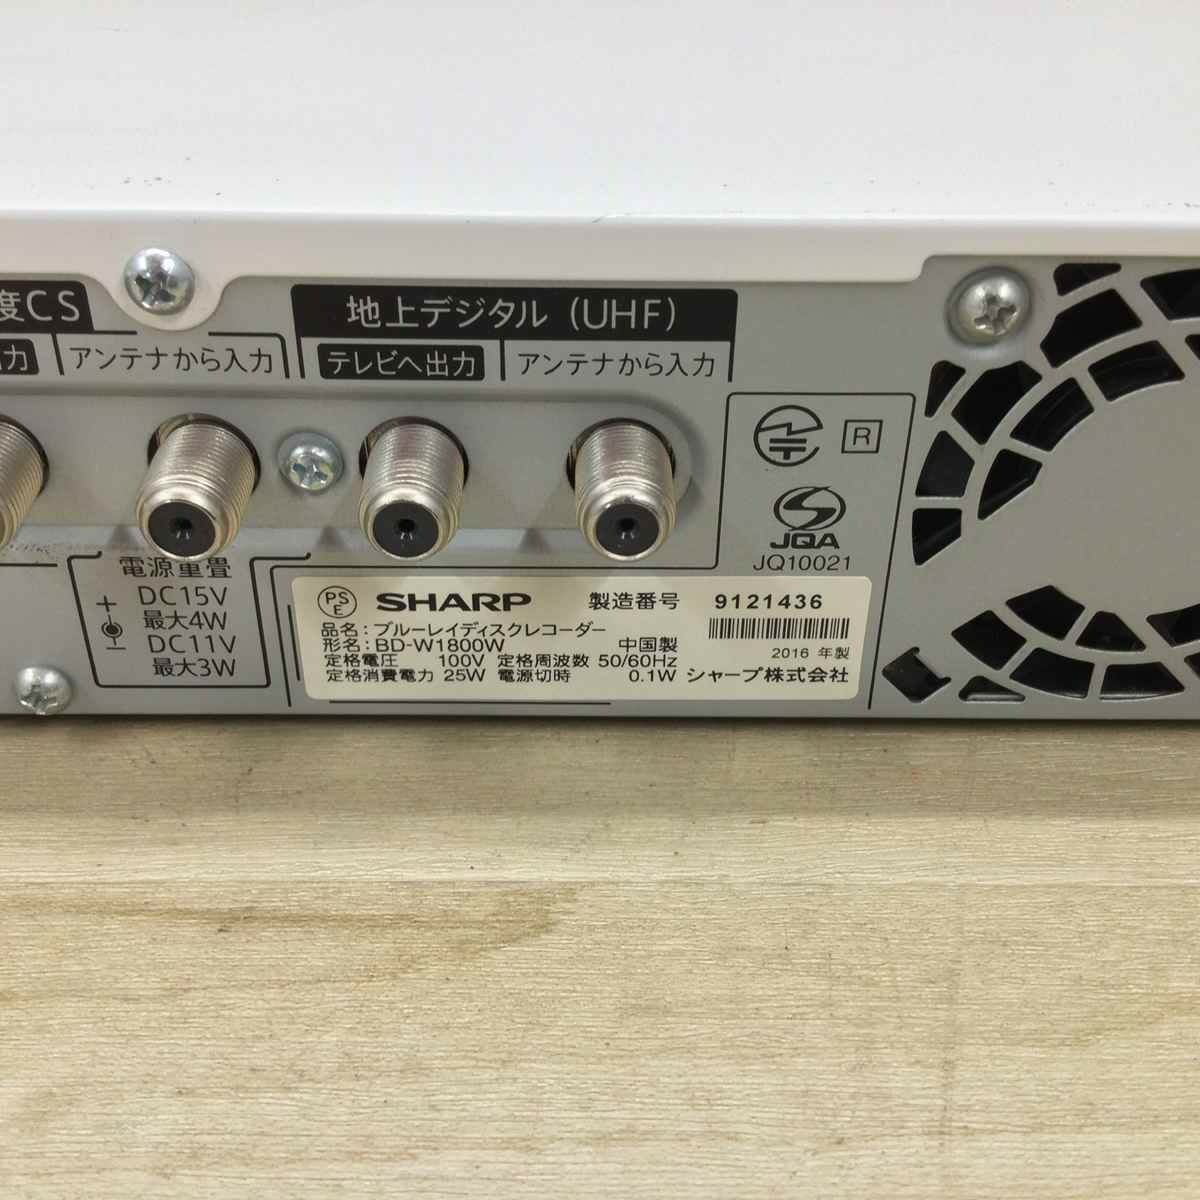 度CS
力
アンテナから入力
地上デジタル（UHF）
テレビへ出力
アンテナから入力
R
JQA
JQ10021
電源重畳
DC15V
最大4W
DC11V
最大3W
PS
E
SHARP
製造番号 9121436
品名：ブルーレイディスクレコーダー
形名：BD-W1800W 中国製
2016 年製
定格電圧 100V 定格周波数 50/60Hz
定格消費電力 25W 電源切時 0.1W シャープ株式会社